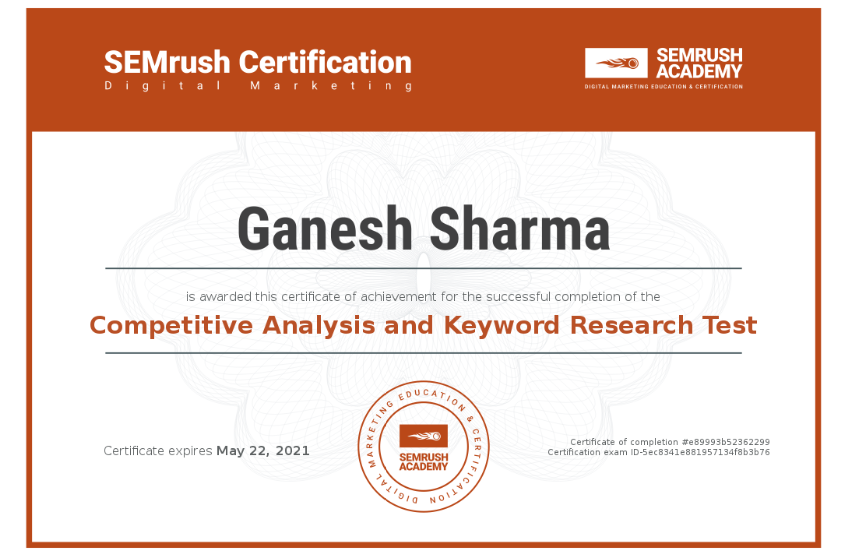 SEMrush Certification
Digital Marketing
SEMRUSH
ACADEMY
DIGITAL MARKETING EDUCATION & CERTIFICATION
Ganesh Sharma
is awarded this certificate of achievement for the successful completion of the
Competitive Analysis and Keyword Research Test
Certificate expires May 22, 2021
DIGITAL MARKETING EDUCATION & CERTIFICATION
SEMRUSH
ACADEMY
Certificate of completion #e89993b52362299
Certification exam ID-5ec8341e881957134f8b3b76